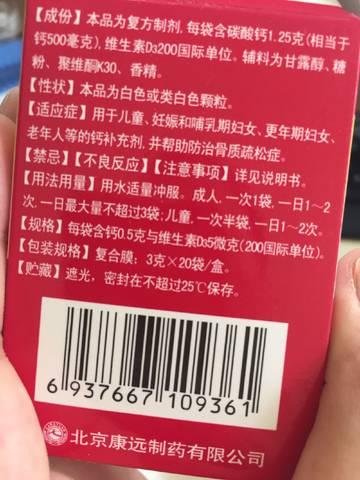 【成份】本品为复方制剂,每袋含碳酸钙1.25克(相当于
钙500毫克),维生素D3200国际单位。辅料为甘露醇、糖
粉、聚维酮K30、香精。
【性状】本品为白色或类白色颗粒。
【适应症】用于儿童、妊娠和哺乳期妇女、更年期妇女、
老年人等的钙补充剂,并帮助防治骨质疏松症。
【禁忌】【不良反应】【注意事项】详见说明书。
【用法用量】用水适量冲服。成人,一次1袋,一日1～2
次,一日最大量不超过3袋;儿童,一次半袋,一日1～2次。
【规格】每袋含钙0.5克与维生素D35微克(200国际单位)。
【包装规格】复合膜：3克×20袋/盒。
【贮藏】遮光，密封在不超过25℃保存。
6 937667 109361
北京康远制药有限公司